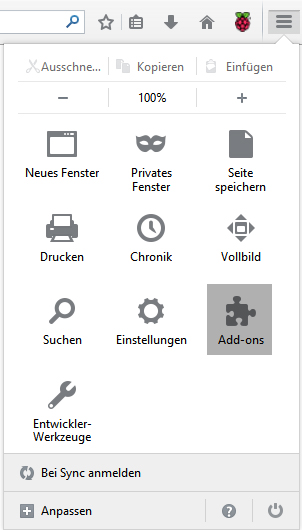 Ausschne... Kopieren Einfügen
− 100% +
Neues Fenster Privates Fenster Seite speichern
Drucken Chronik Vollbild
Suchen Einstellungen Add-ons
Entwickler-
Werkzeuge
Bei Sync anmelden
Anpassen ?